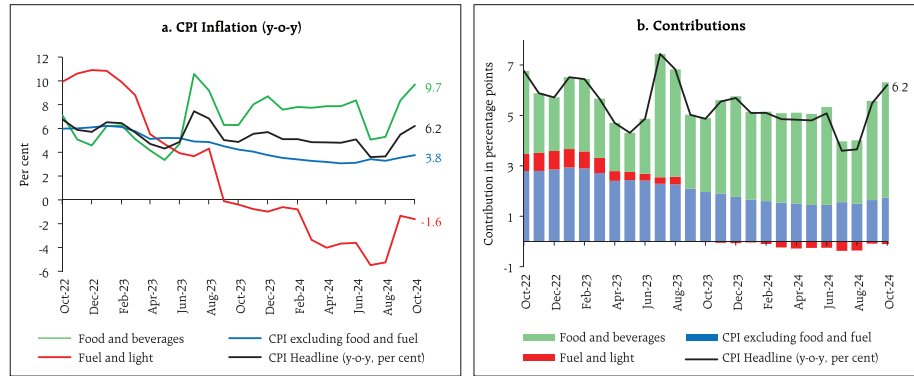 a. CPI Inflation (y-o-y)
Per cent
12
10
8
6
4
2
0
-2
-4
-6
9.7
6.2
3.8
-1.6
Oct-22
Dec-22
Feb-23
Apr-23
Jun-23
Aug-23
Oct-23
Dec-23
Feb-24
Apr-24
Jun-24
Aug-24
Oct-24
Food and beverages
CPI excluding food and fuel
Fuel and light
CPI Headline (y-o-y, per cent)
b. Contributions
Contribution in percentage points
7
5
3
1
-1
6.2
Oct-22
Dec-22
Feb-23
Apr-23
Jun-23
Aug-23
Oct-23
Dec-23
Feb-24
Apr-24
Jun-24
Aug-24
Oct-24
Food and beverages
CPI excluding food and fuel
Fuel and light
CPI Headline (y-o-y, per cent)